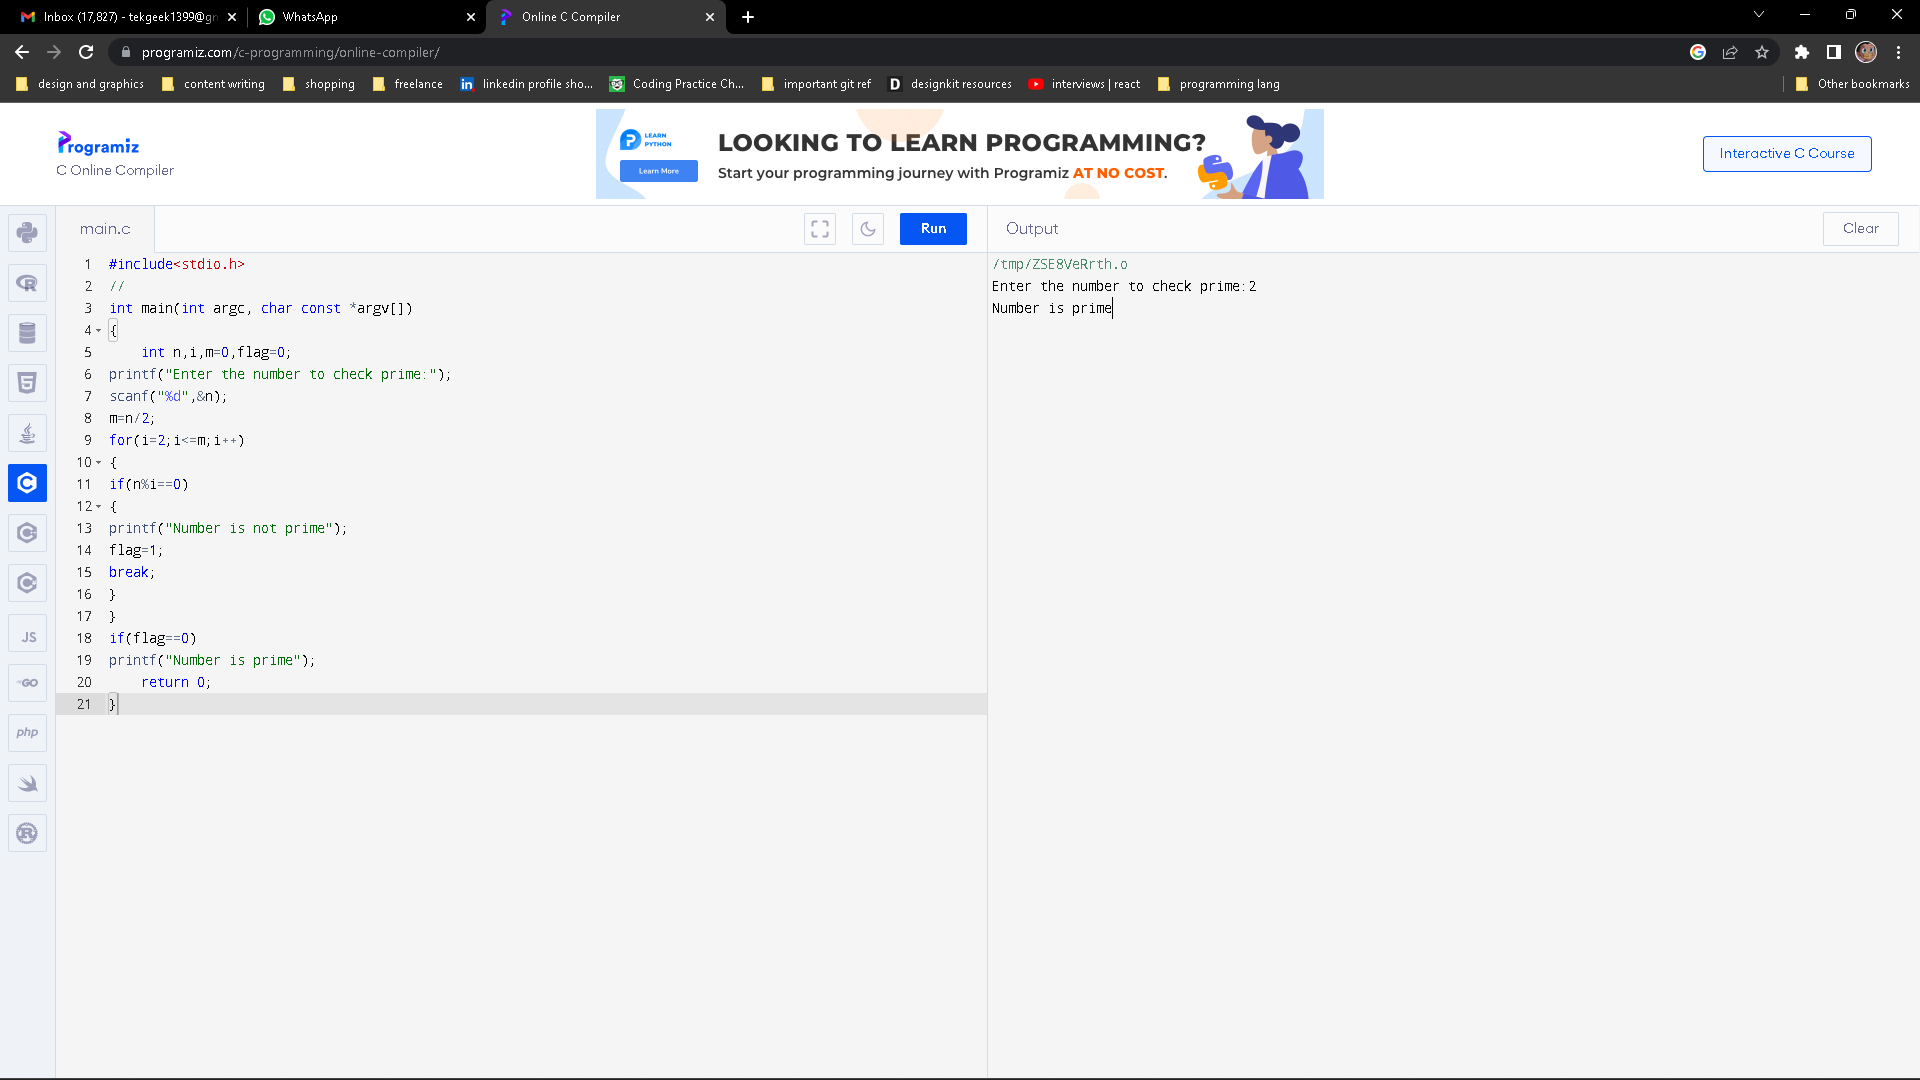 Inbox (17,827) - tekgeek1399@gm
WhatsApp
Online C Compiler
programiz.com/c-programming/online-compiler/
design and graphics
content writing
shopping
freelance
linkedin profile sho...
Coding Practice Ch...
important git ref
designkit resources
interviews | react
programming lang
Other bookmarks
Programiz
C Online Compiler
LEARN
PYTHON
Learn More
LOOKING TO LEARN PROGRAMMING?
Start your programming journey with Programiz AT NO COST.
Interactive C Course
main.c
Run
Output
Clear
1 #include<stdio.h>
2 //
3 int main(int argc, char const *argv[])
4 {
5 int n,i,m=0,flag=0;
6 printf("Enter the number to check prime:");
7 scanf("%d",&n);
8 m=n/2;
9 for(i=2;i<=m;i++)
10 {
11 if(n%i==0)
12 {
13 printf("Number is not prime");
14 flag=1;
15 break;
16 }
17 }
18 if(flag==0)
19 printf("Number is prime");
20 return 0;
21 }
/tmp/ZSE8VeRrth.o
Enter the number to check prime:2
Number is prime
JS
GO
php